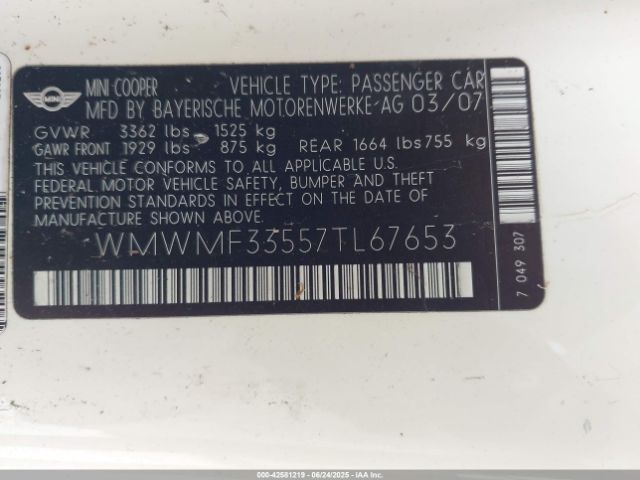 MINI
MINI COOPER VEHICLE TYPE: PASSENGER CAR
MFD BY BAYERISCHE MOTORENWERKE AG 03/07
GVWR 3362 lbs 1525 kg
GAWR FRONT 1929 lbs 875 kg REAR 1664 lbs 755 kg
THIS VEHICLE CONFORMS TO ALL APPLICABLE U.S.
FEDERAL MOTOR VEHICLE SAFETY, BUMPER AND THEFT
PREVENTION STANDARDS IN EFFECT ON THE DATE OF
MANUFACTURE SHOWN ABOVE.
WMWMF33557TL67653
7 049 307
000-42581219 - 06/24/2025 - IAAI.COM